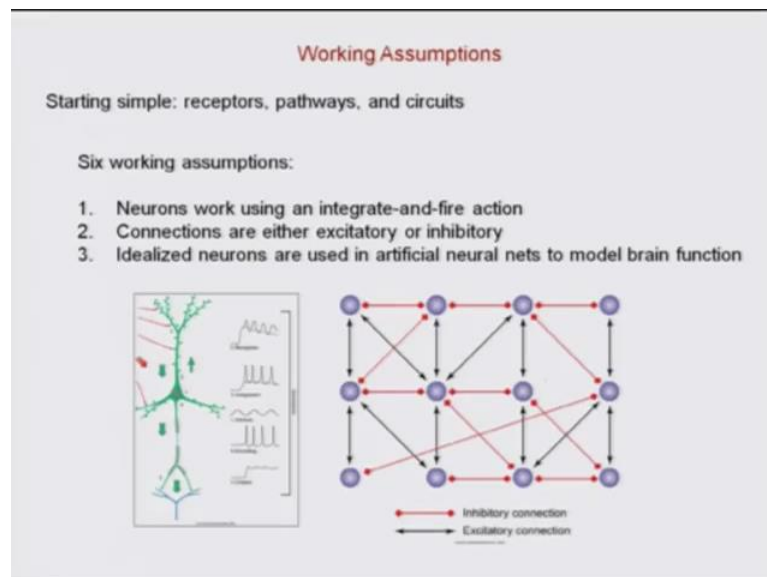 Working Assumptions
Starting simple: receptors, pathways, and circuits
Six working assumptions:
1. Neurons work using an integrate-and-fire action
2. Connections are either excitatory or inhibitory
3. Idealized neurons are used in artificial neural nets to model brain function
Inhibitory connection
Excitatory connection